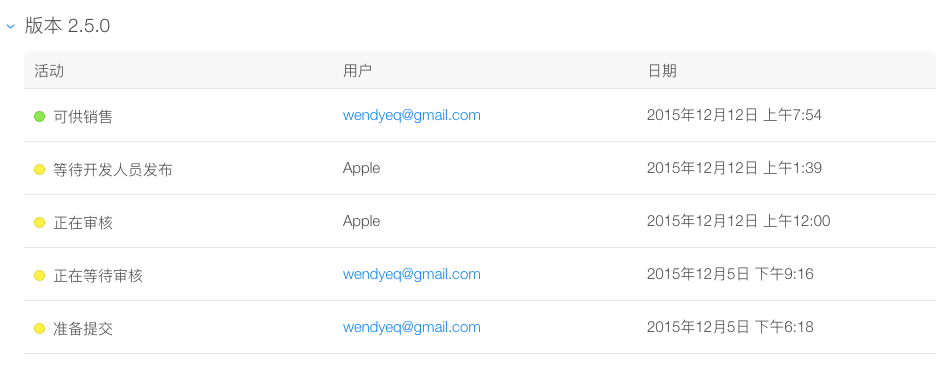 版本 2.5.0
活动 用户 日期
可供销售 wendyeq@gmail.com 2015年12月12日 上午7:54
等待开发人员发布 Apple 2015年12月12日 上午1:39
正在审核 Apple 2015年12月12日 上午12:00
正在等待审核 wendyeq@gmail.com 2015年12月5日 下午9:16
准备提交 wendyeq@gmail.com 2015年12月5日 下午6:18